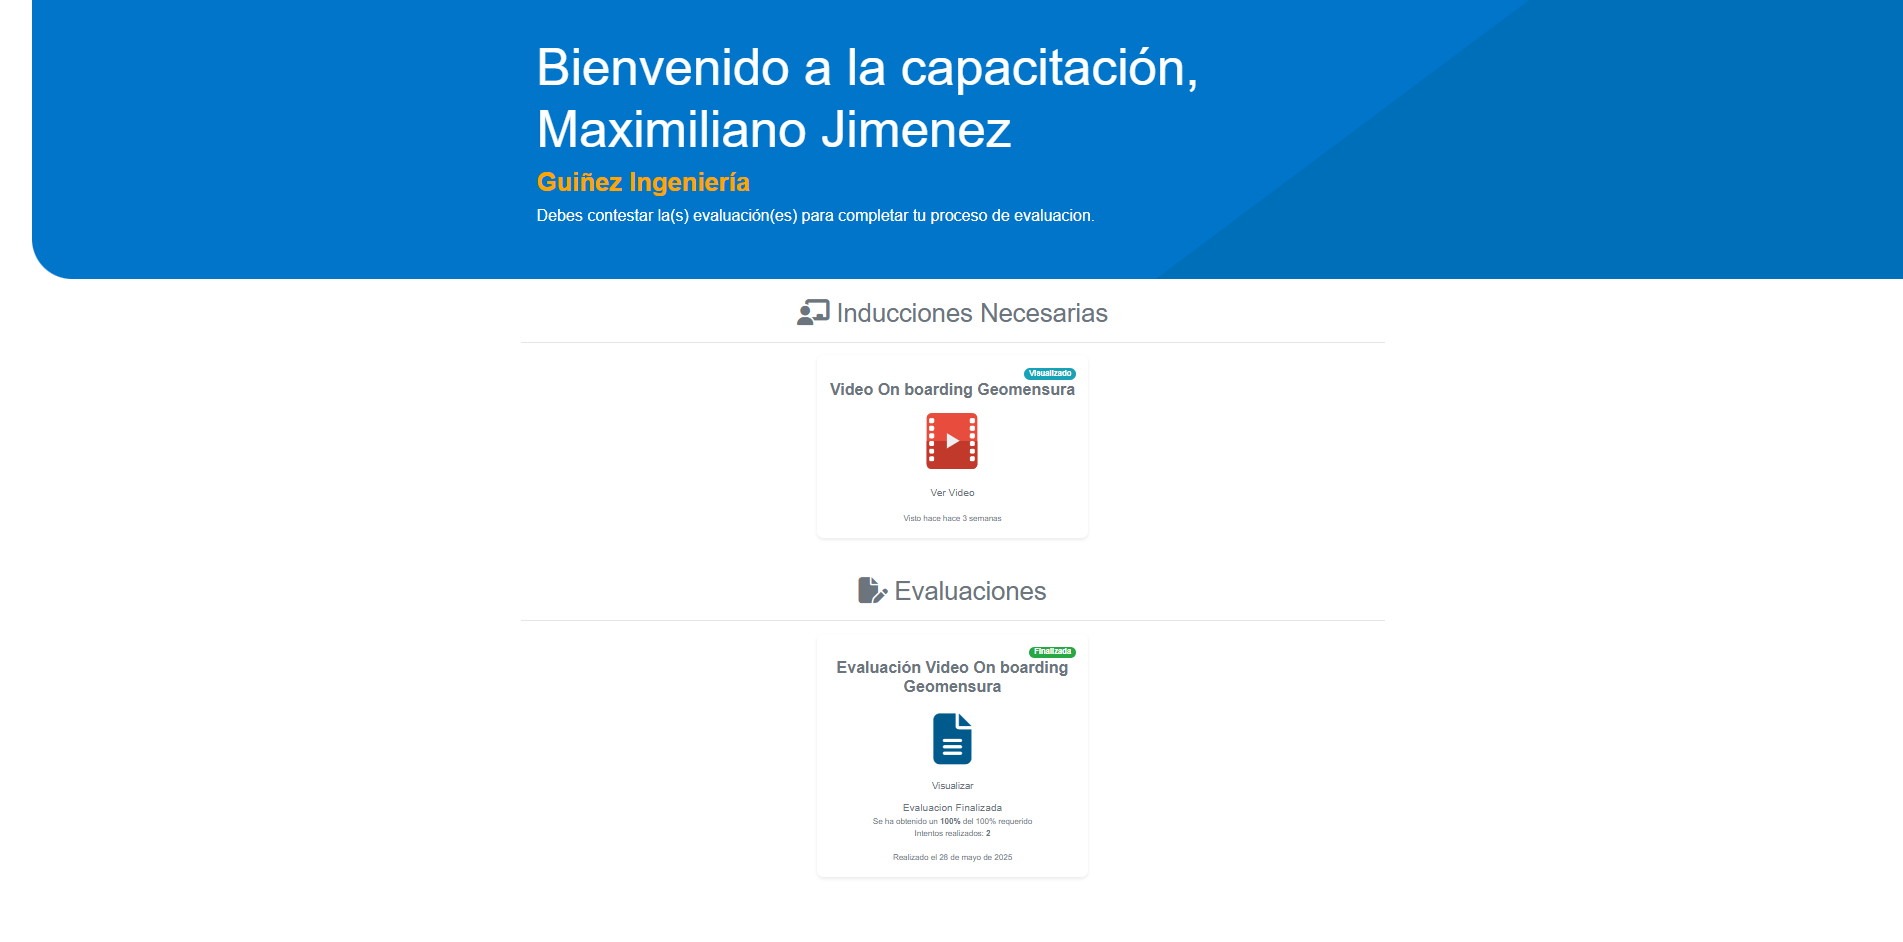 Bienvenido a la capacitación,
Maximiliano Jimenez
Guiñez Ingeniería
Debes contestar la(s) evaluación(es) para completar tu proceso de evaluacion.
Inducciones Necesarias
Visualizado
Video On boarding Geomensura
Ver Video
Visto hace hace 3 semanas
Evaluaciones
Finalizada
Evaluación Video On boarding
Geomensura
Visualizar
Evaluacion Finalizada
Se ha obtenido un 100% del 100% requerido
Intentos realizados: 2
Realizado el 28 de mayo de 2025